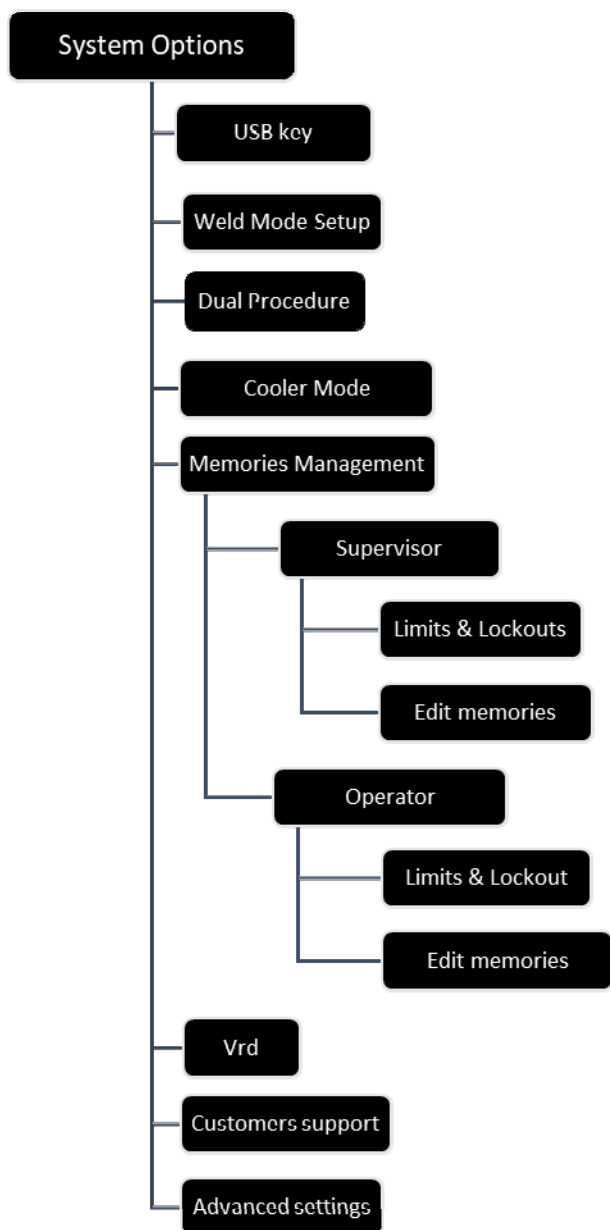 System Options
USB key
Weld Mode Setup
Dual Procedure
Cooler Mode
Memories Management
Supervisor
Limits & Lockouts
Edit memories
Operator
Limits & Lockout
Edit memories
Vrd
Customers support
Advanced settings